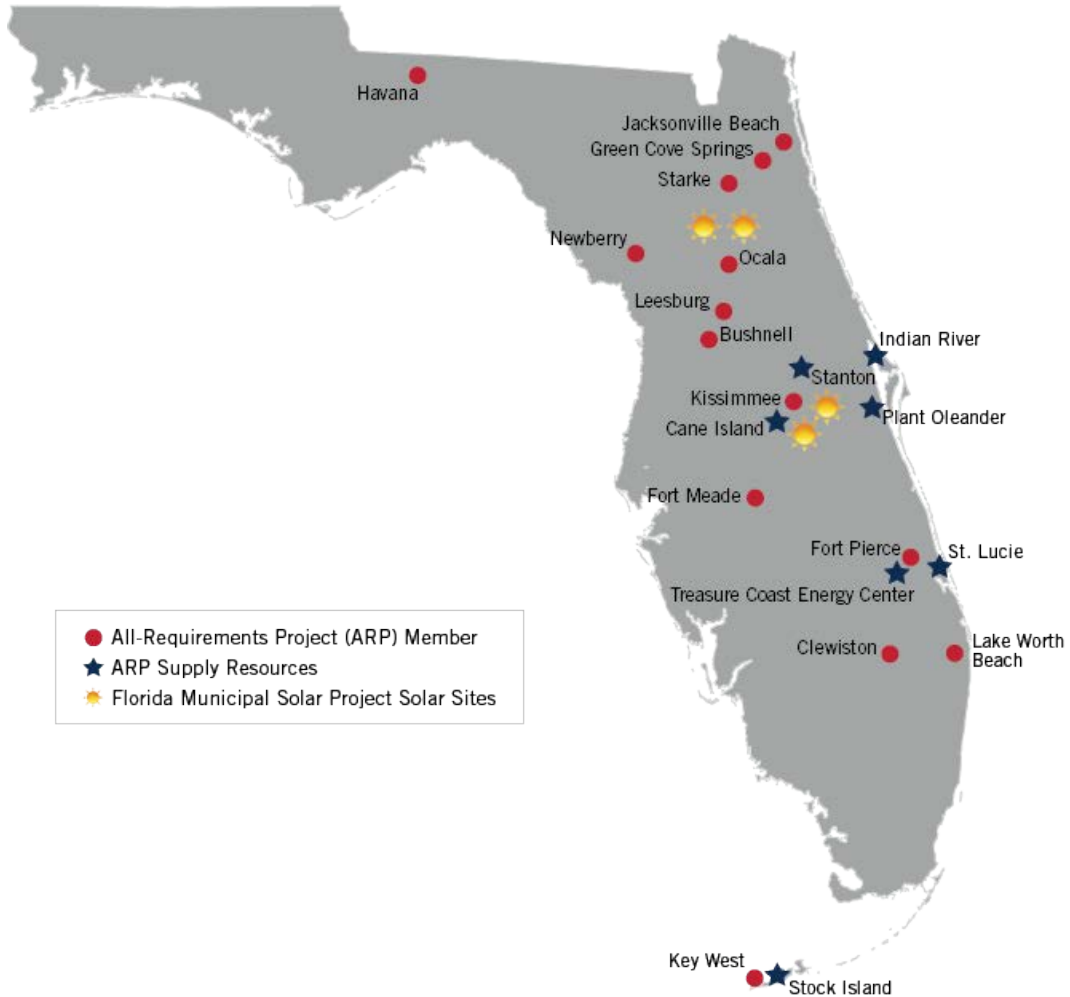 Havana
Jacksonville Beach
Green Cove Springs
Starke
Newberry
Ocala
Leesburg
Bushnell
Indian River
Stanton
Kissimmee
Plant Oleander
Cane Island
Fort Meade
Fort Pierce
St. Lucie
Treasure Coast Energy Center
Clewiston
Lake Worth
Beach
All-Requirements Project (ARP) Member
ARP Supply Resources
Florida Municipal Solar Project Solar Sites
Key West
Stock Island